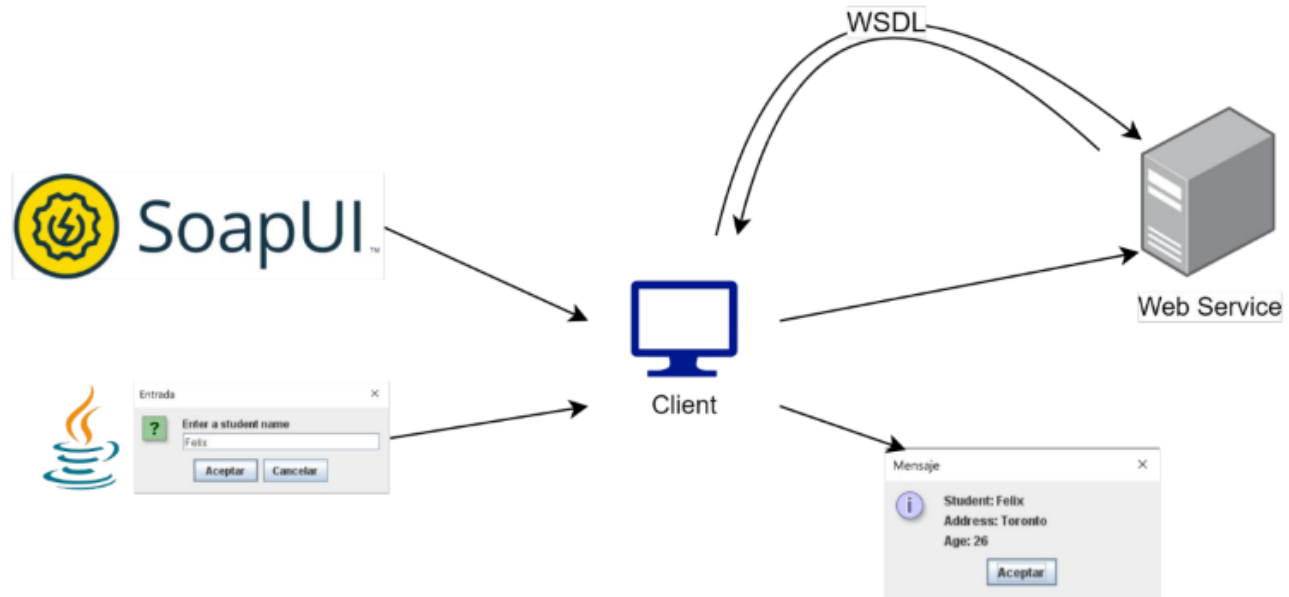 WSDL
SoapUI™
Web Service
Client
Entrada
?
Enter a student name
Felix
Aceptar Cancelar
Mensaje
i
Student: Felix
Address: Toronto
Age: 26
Aceptar